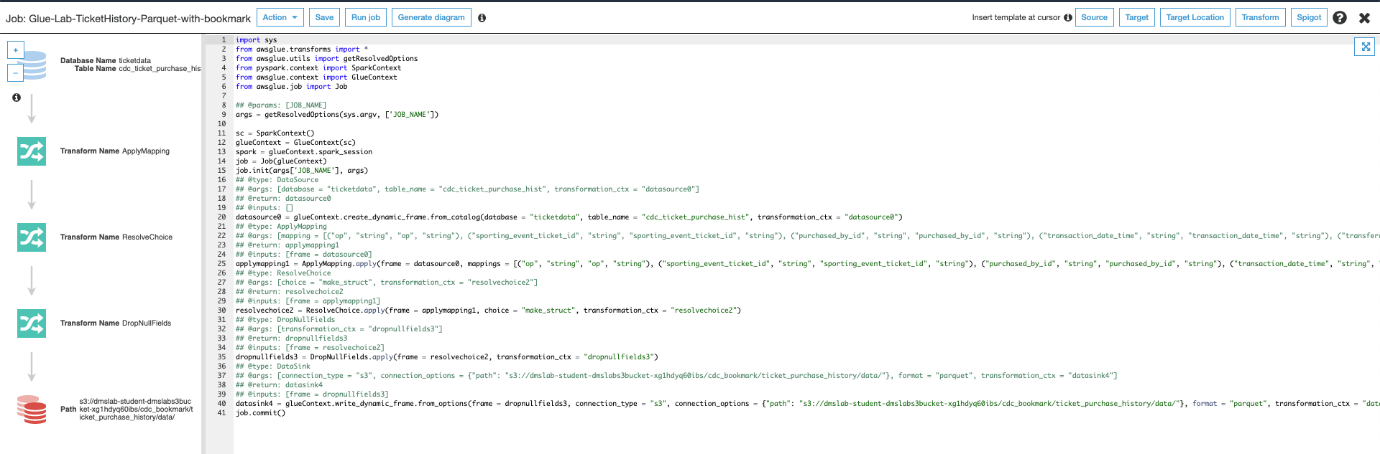 Job: Glue-Lab-TicketHistory-Parquet-with-bookmark Action Save Run job Generate diagram Insert template at cursor Source Target Target Location Transform Spigot
Database Name ticketdata
Table Name cdc_ticket_purchase_his
Transform Name ApplyMapping
Transform Name ResolveChoice
Transform Name DropNullFields
Path s3://dmslab-student-dmslabs3buc
ket-xg1hdyq60ibs/cdc_bookmark/t
icket_purchase_history/data/
1 import sys
2 from awsglue.transforms import *
3 from awsglue.utils import getResolvedOptions
4 from pyspark.context import SparkContext
5 from awsglue.context import GlueContext
6 from awsglue.job import Job
7
8 ## @params: [JOB_NAME]
9 args = getResolvedOptions(sys.argv, ['JOB_NAME'])
10
11 sc = SparkContext()
12 glueContext = GlueContext(sc)
13 spark = glueContext.spark_session
14 job = Job(glueContext)
15 job.init(args['JOB_NAME'], args)
16 ## @type: DataSource
17 ## @args: [database = "ticketdata", table_name = "cdc_ticket_purchase_hist", transformation_ctx = "datasource0"]
18 ## @return: datasource0
19 ## @inputs: []
20 datasource0 = glueContext.create_dynamic_frame.from_catalog(database = "ticketdata", table_name = "cdc_ticket_purchase_hist", transformation_ctx = "datasource0")
21 ## @type: ApplyMapping
22 ## @args: [mapping = [("op", "string", "op", "string"), ("sporting_event_ticket_id", "string", "sporting_event_ticket_id", "string"), ("purchased_by_id", "string", "purchased_by_id", "string"), ("transaction_date_time", "string", "transaction_date_time", "string"), ("transfer
23 ## @return: applymapping1
24 ## @inputs: [frame = datasource0]
25 applymapping1 = ApplyMapping.apply(frame = datasource0, mappings = [("op", "string", "op", "string"), ("sporting_event_ticket_id", "string", "sporting_event_ticket_id", "string"), ("purchased_by_id", "string", "purchased_by_id", "string"), ("transaction_date_time", "string",
26 ## @type: ResolveChoice
27 ## @args: [choice = "make_struct", transformation_ctx = "resolvechoice2"]
28 ## @return: resolvechoice2
29 ## @inputs: [frame = applymapping1]
30 resolvechoice2 = ResolveChoice.apply(frame = applymapping1, choice = "make_struct", transformation_ctx = "resolvechoice2")
31 ## @type: DropNullFields
32 ## @args: [transformation_ctx = "dropnullfields3"]
33 ## @return: dropnullfields3
34 ## @inputs: [frame = resolvechoice2]
35 dropnullfields3 = DropNullFields.apply(frame = resolvechoice2, transformation_ctx = "dropnullfields3")
36 ## @type: DataSink
37 ## @args: [connection_type = "s3", connection_options = {"path": "s3://dmslab-student-dmslabs3bucket-xg1hdyq60ibs/cdc_bookmark/ticket_purchase_history/data/"}, format = "parquet", transformation_ctx = "datasink4"]
38 ## @return: datasink4
39 ## @inputs: [frame = dropnullfields3]
40 datasink4 = glueContext.write_dynamic_frame.from_options(frame = dropnullfields3, connection_type = "s3", connection_options = {"path": "s3://dmslab-student-dmslabs3bucket-xg1hdyq60ibs/cdc_bookmark/ticket_purchase_history/data/"}, format = "parquet", transformation_ctx = "dat
41 job.commit()